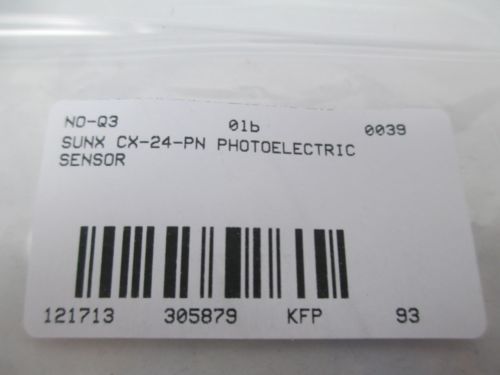 NO-Q3 01b 0039
SUNX CX-24-PN PHOTOELECTRIC
SENSOR
121713 305879 KFP 93